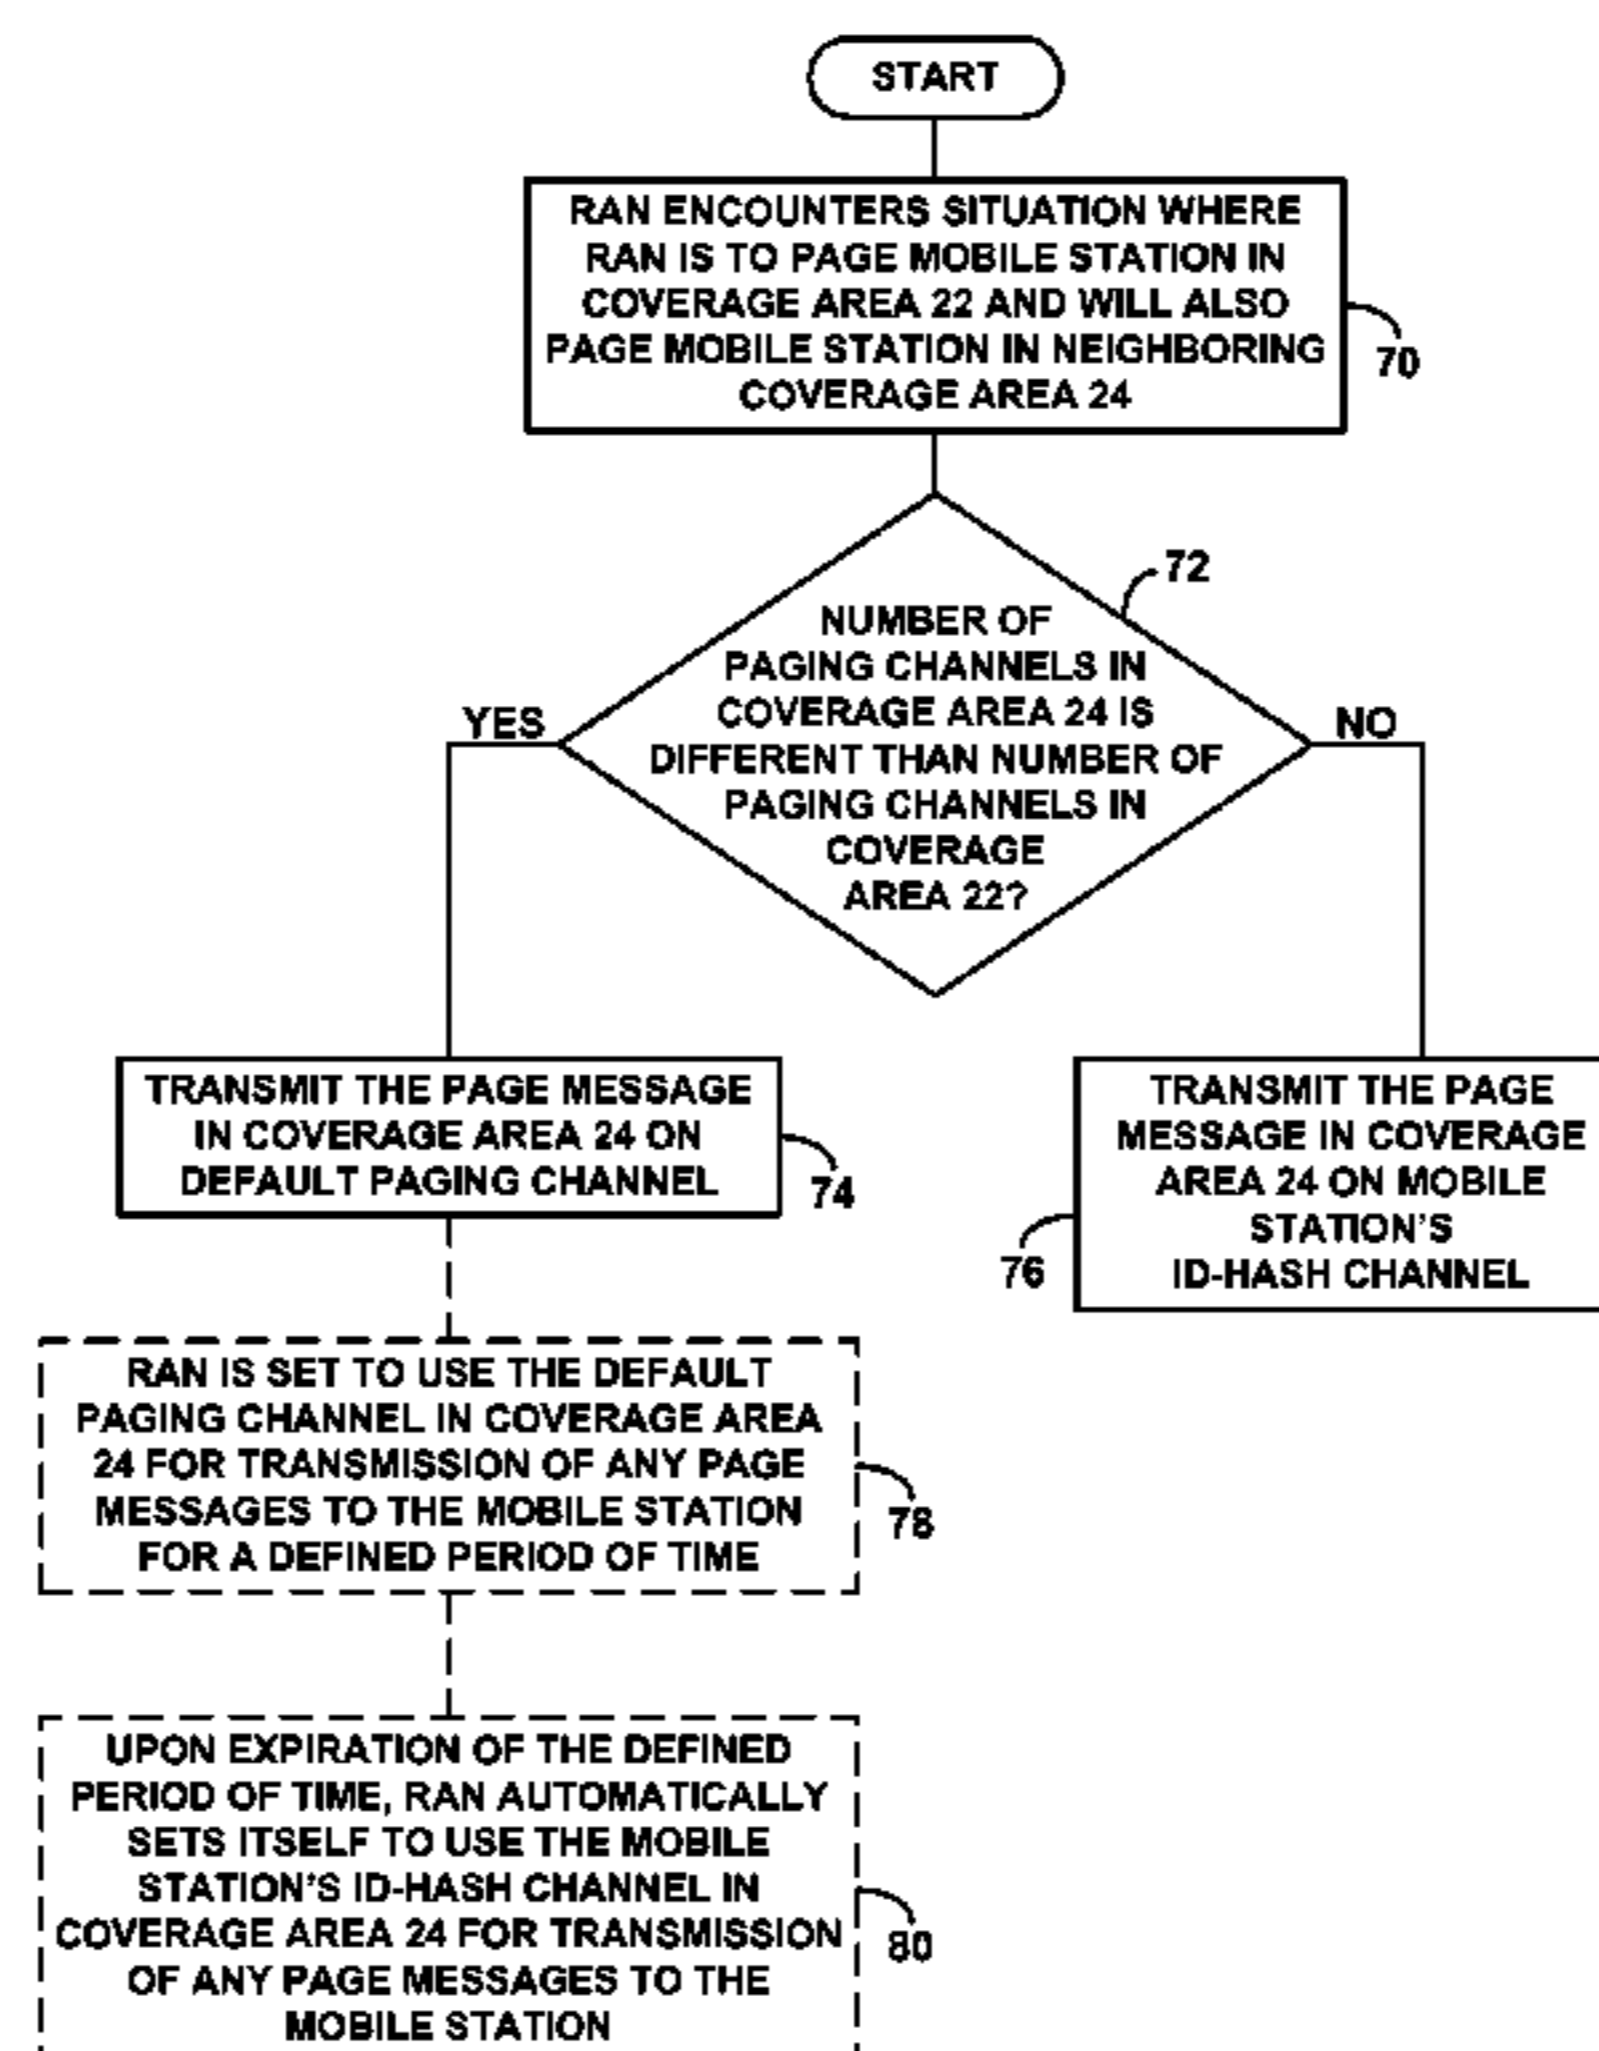 START
RAN ENCOUNTERS SITUATION WHERE
RAN IS TO PAGE MOBILE STATION IN
COVERAGE AREA 22 AND WILL ALSO
PAGE MOBILE STATION IN NEIGHBORING
COVERAGE AREA 24
70
72
NUMBER OF
PAGING CHANNELS IN
COVERAGE AREA 24 IS
DIFFERENT THAN NUMBER OF
PAGING CHANNELS IN
COVERAGE
AREA 22?
YES
NO
TRANSMIT THE PAGE MESSAGE
IN COVERAGE AREA 24 ON
DEFAULT PAGING CHANNEL
74
TRANSMIT THE PAGE
MESSAGE IN COVERAGE
AREA 24 ON MOBILE
STATION'S
ID-HASH CHANNEL
76
RAN IS SET TO USE THE DEFAULT
PAGING CHANNEL IN COVERAGE AREA
24 FOR TRANSMISSION OF ANY PAGE
MESSAGES TO THE MOBILE STATION
FOR A DEFINED PERIOD OF TIME
78
UPON EXPIRATION OF THE DEFINED
PERIOD OF TIME, RAN AUTOMATICALLY
SETS ITSELF TO USE THE MOBILE
STATION'S ID-HASH CHANNEL IN
COVERAGE AREA 24 FOR TRANSMISSION
OF ANY PAGE MESSAGES TO THE
MOBILE STATION
80